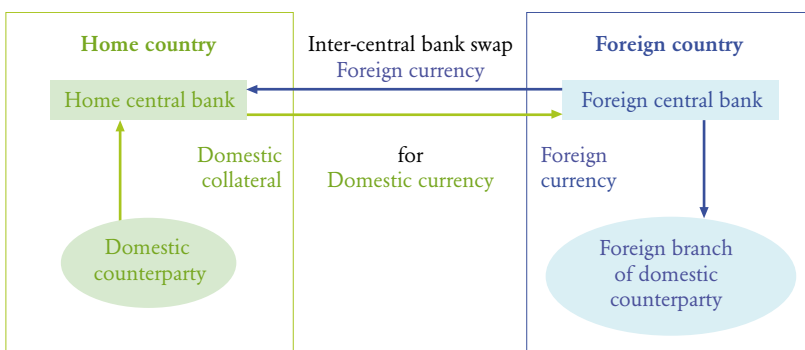 Home country
Inter-central bank swap
Foreign currency
Foreign country
Home central bank
Foreign central bank
Domestic
collateral
for
Domestic currency
Foreign
currency
Domestic
counterparty
Foreign branch
of domestic
counterparty